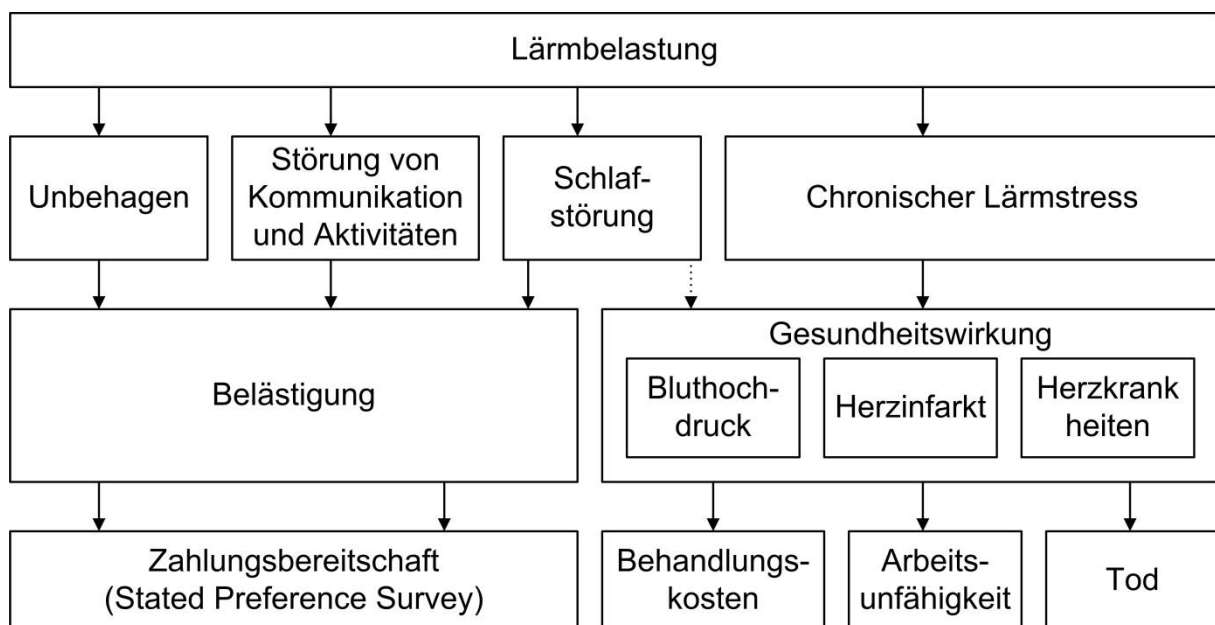 Lärmbelastung
Unbehagen
Störung von
Kommunikation
und Aktivitäten
Schlaf-
störung
Chronischer Lärmstress
Belästigung
Gesundheitswirkung
Bluthoch-
druck
Herzinfarkt
Herzkrank
heiten
Zahlungsbereitschaft
(Stated Preference Survey)
Behandlungs-
kosten
Arbeits-
unfähigkeit
Tod